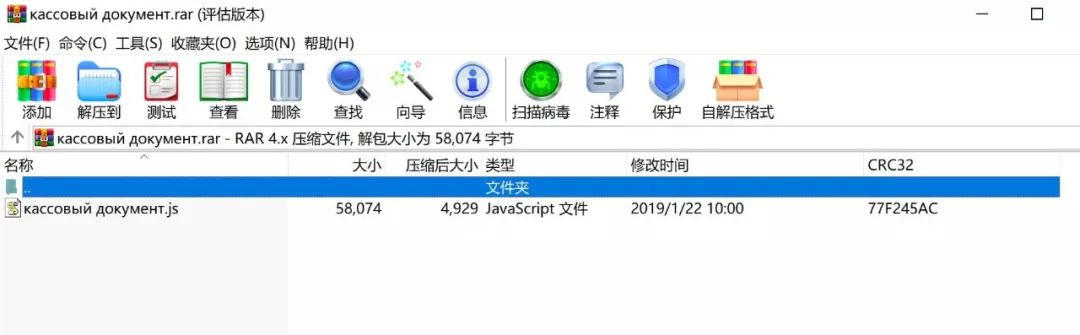 кассовый документ.rar (评估版本)
文件(F) 命令(C) 工具(S) 收藏夹(O) 选项(N) 帮助(H)
添加 解压到 测试 查看 删除 查找 向导 信息 扫描病毒 注释 保护 自解压格式
кассовый документ.rar - RAR 4.x 压缩文件, 解包大小为 58,074 字节
名称 大小 压缩后大小 类型 修改时间 CRC32
.. 文件夹
кассовый документ.js 58,074 4,929 JavaScript 文件 2019/1/22 10:00 77F245AC